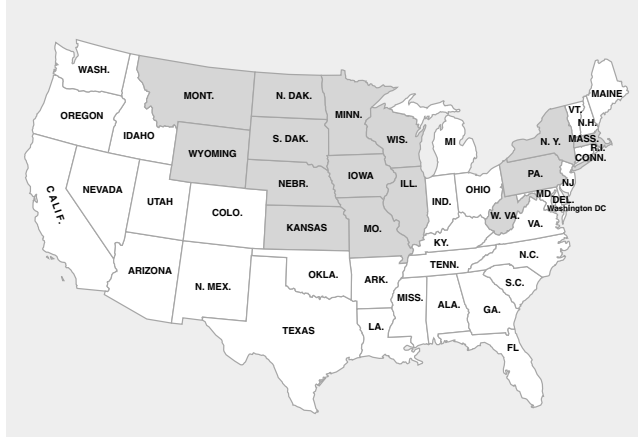 WASH.
MONT.
N. DAK.
MINN.
OREGON
IDAHO
WYOMING
S. DAK.
WIS.
MI
N. Y.
VT.
N.H.
MAINE
MASS.
R.I.
CONN.
NEVADA
UTAH
COLO.
NEBR.
IOWA
ILL.
IND.
OHIO
PA.
NJ
MD.
DEL.
Washington DC
CALIF.
KANSAS
MO.
KY.
W. VA.
VA.
ARIZONA
N. MEX.
OKLA.
ARK.
TENN.
N.C.
S.C.
TEXAS
LA.
MISS.
ALA.
GA.
FL